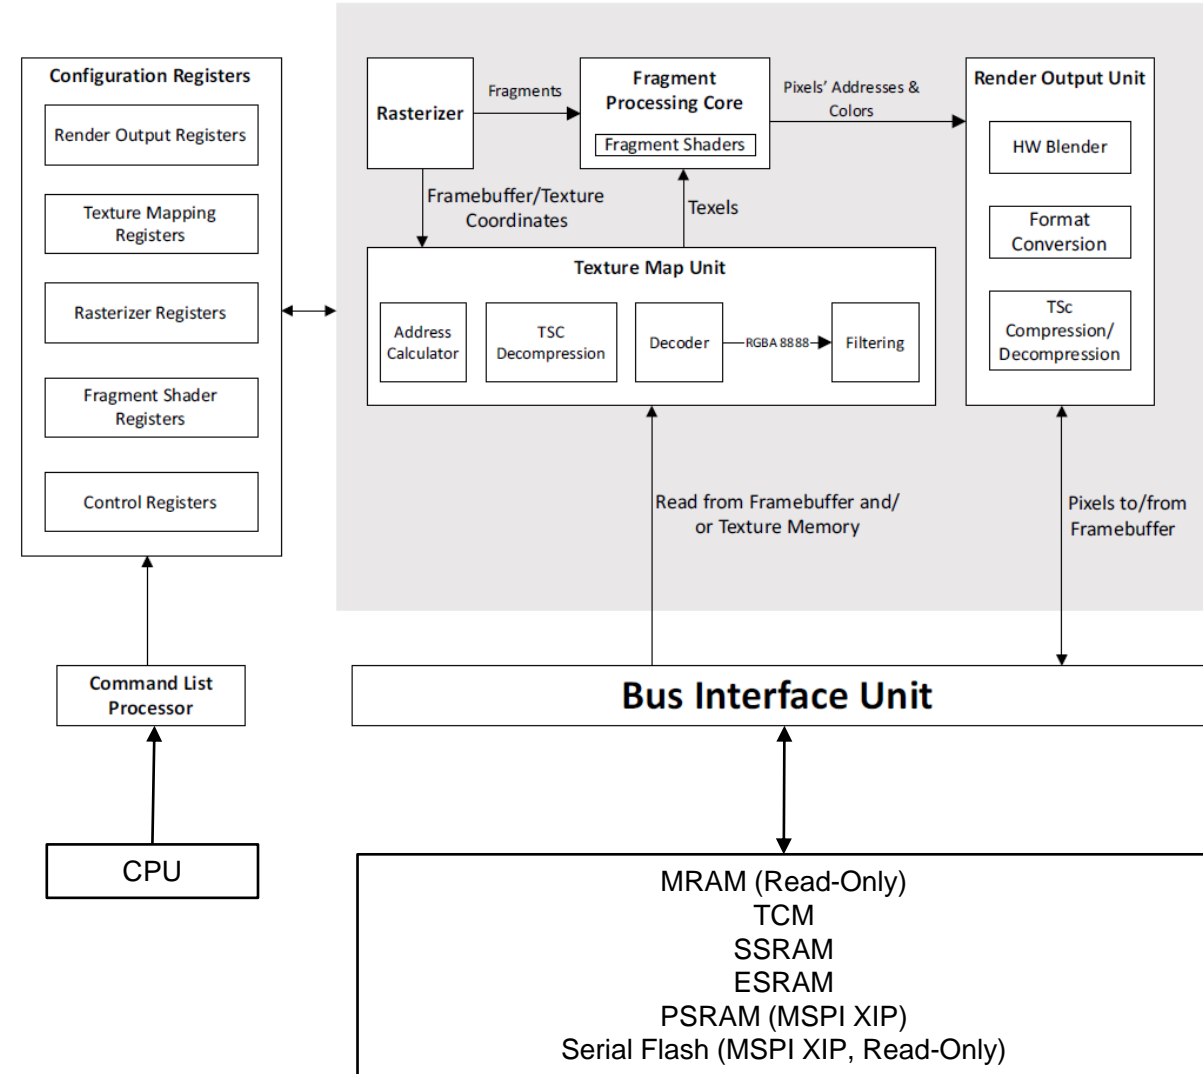 Configuration Registers
Render Output Registers
Texture Mapping
Registers
Rasterizer Registers
Fragment Shader
Registers
Control Registers
Command List
Processor
CPU
Rasterizer
Fragments
Fragment
Processing Core
Fragment Shaders
Pixels' Addresses &
Colors
Render Output Unit
HW Blender
Format
Conversion
TSc
Compression/
Decompression
Framebuffer/Texture
Coordinates
Texels
Texture Map Unit
Address
Calculator
TSC
Decompression
Decoder
RGBA 8888
Filtering
Read from Framebuffer and/
or Texture Memory
Pixels to/from
Framebuffer
Bus Interface Unit
MRAM (Read-Only)
TCM
SSRAM
ESRAM
PSRAM (MSPI XIP)
Serial Flash (MSPI XIP, Read-Only)